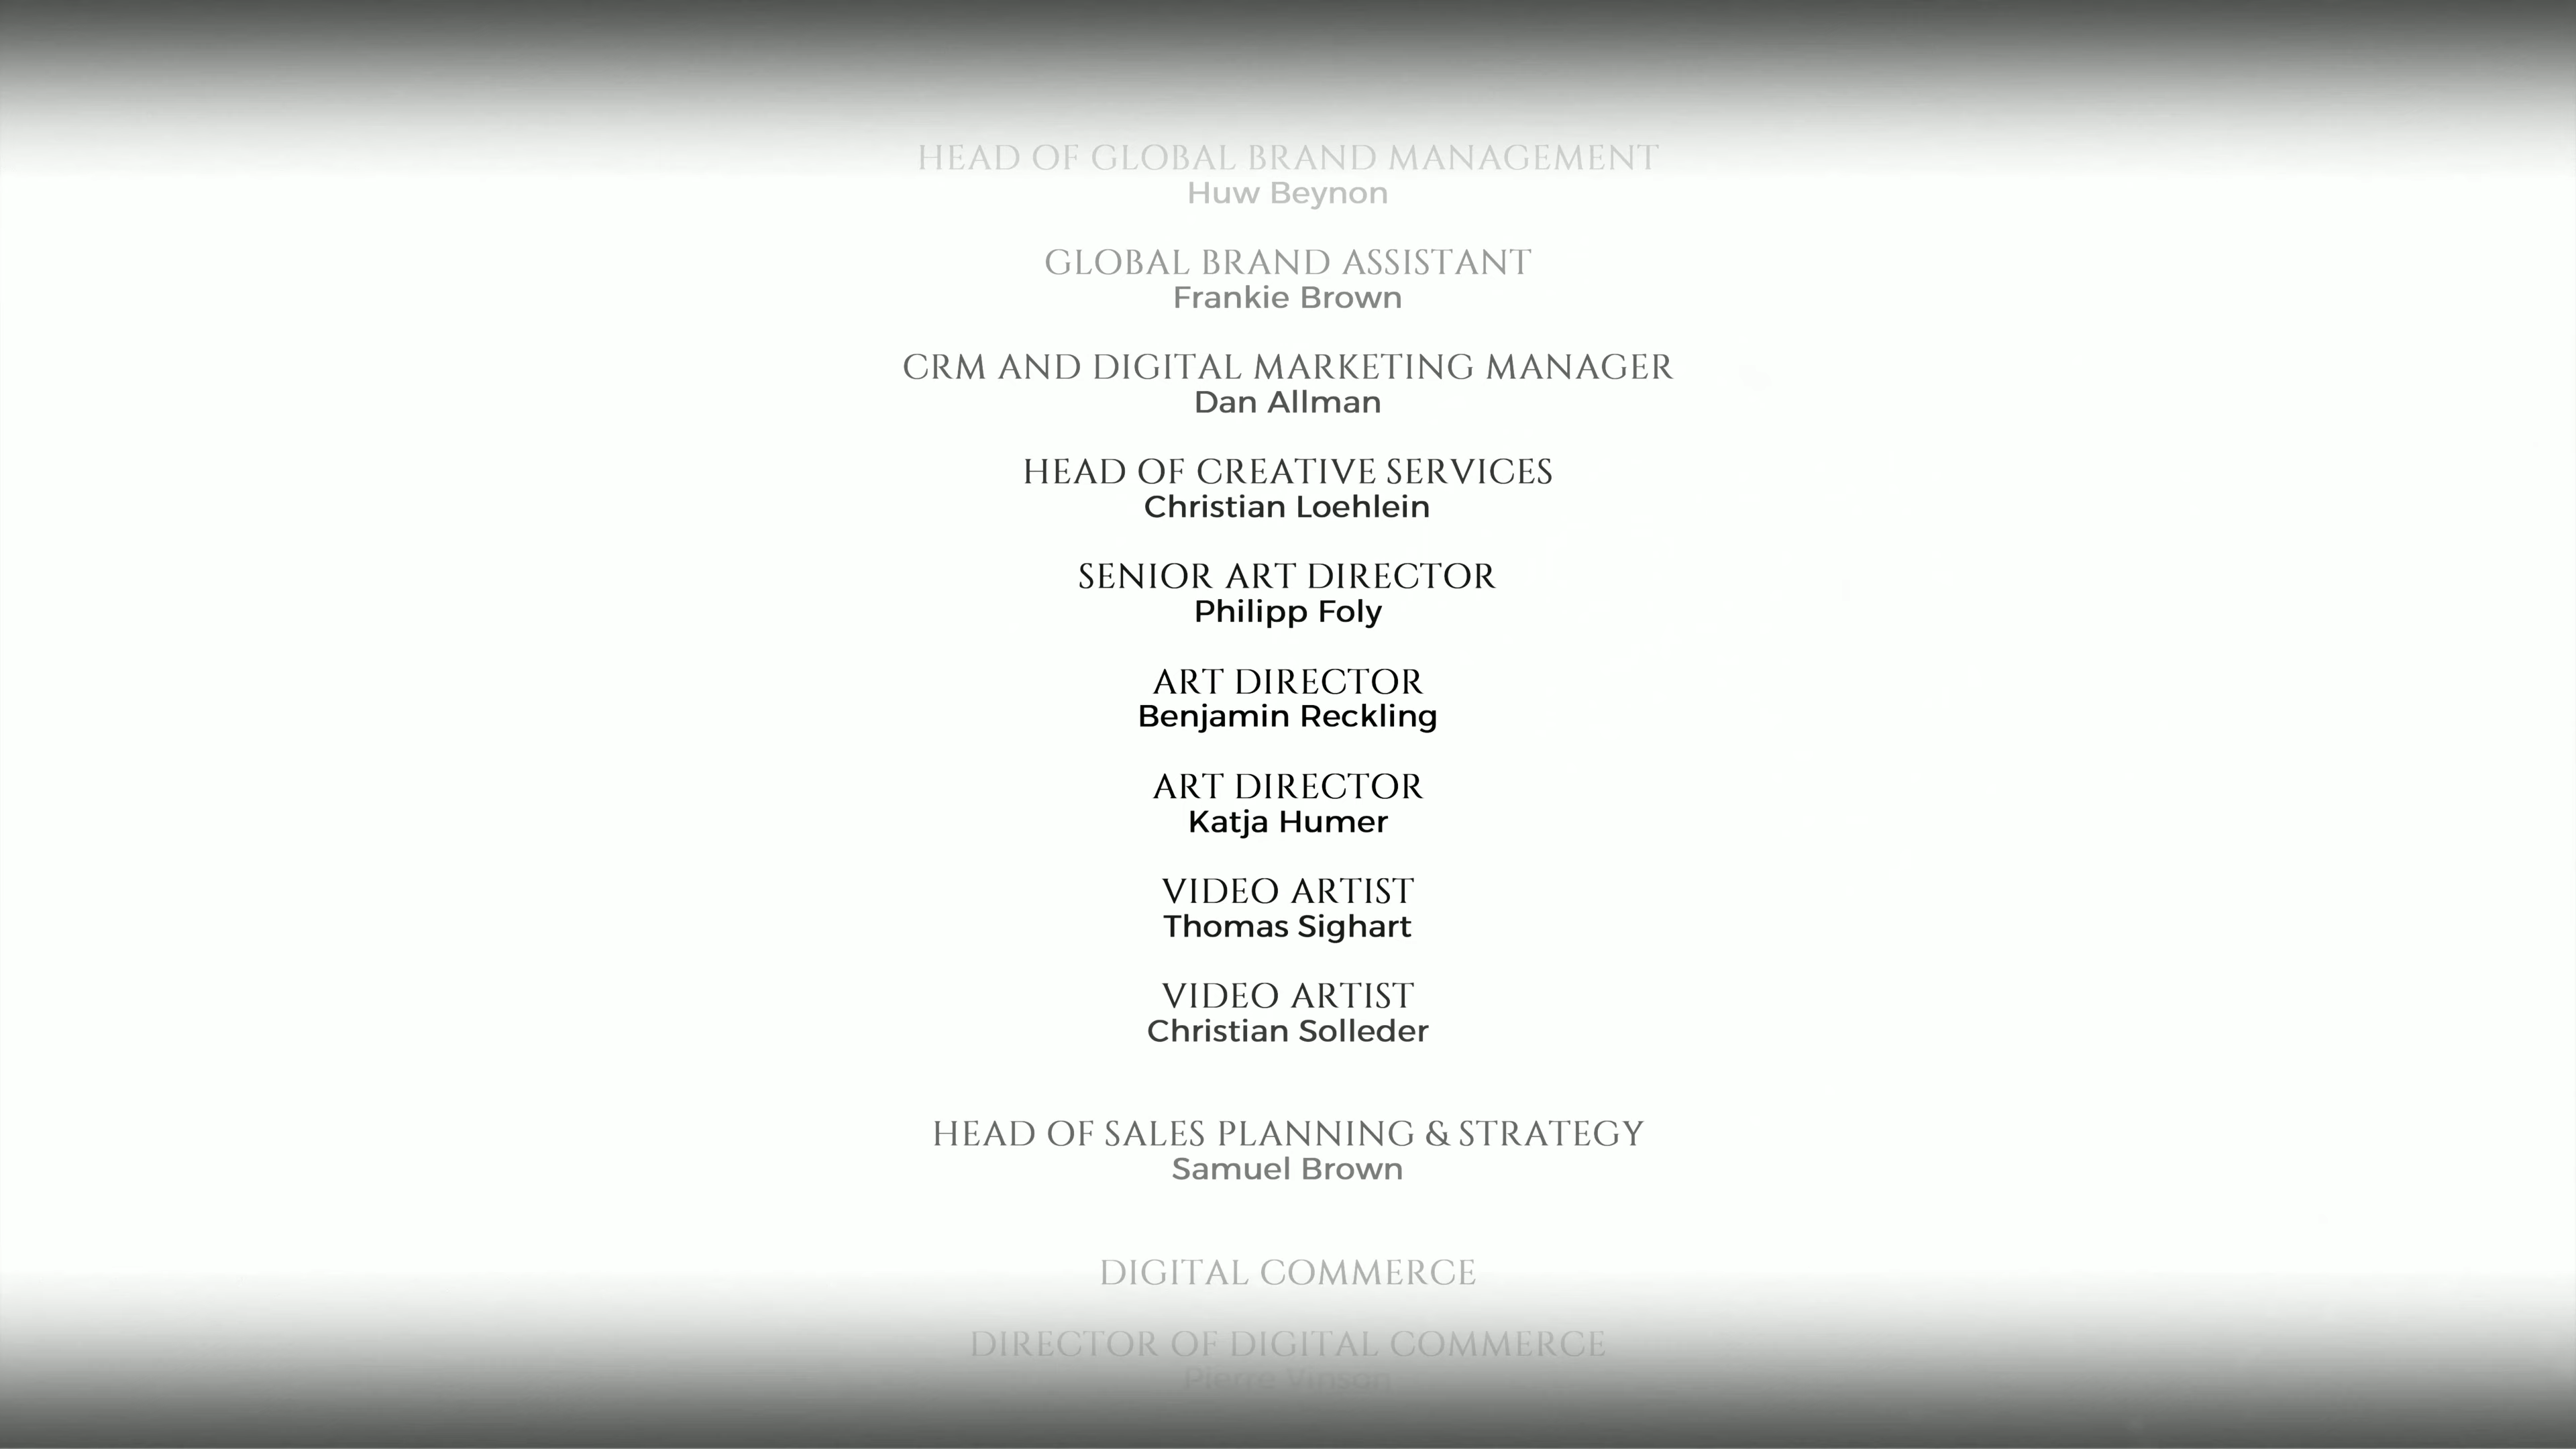 HEAD OF GLOBAL BRAND MANAGEMENT
Huw Beynon
GLOBAL BRAND ASSISTANT
Frankie Brown
CRM AND DIGITAL MARKETING MANAGER
Dan Allman
HEAD OF CREATIVE SERVICES
Christian Loehlein
SENIOR ART DIRECTOR
Philipp Foly
ART DIRECTOR
Benjamin Reckling
ART DIRECTOR
Katja Humer
VIDEO ARTIST
Thomas Sighart
VIDEO ARTIST
Christian Solleder
HEAD OF SALES PLANNING & STRATEGY
Samuel Brown
DIGITAL COMMERCE
DIRECTOR OF DIGITAL COMMERCE
Pierre Vinson